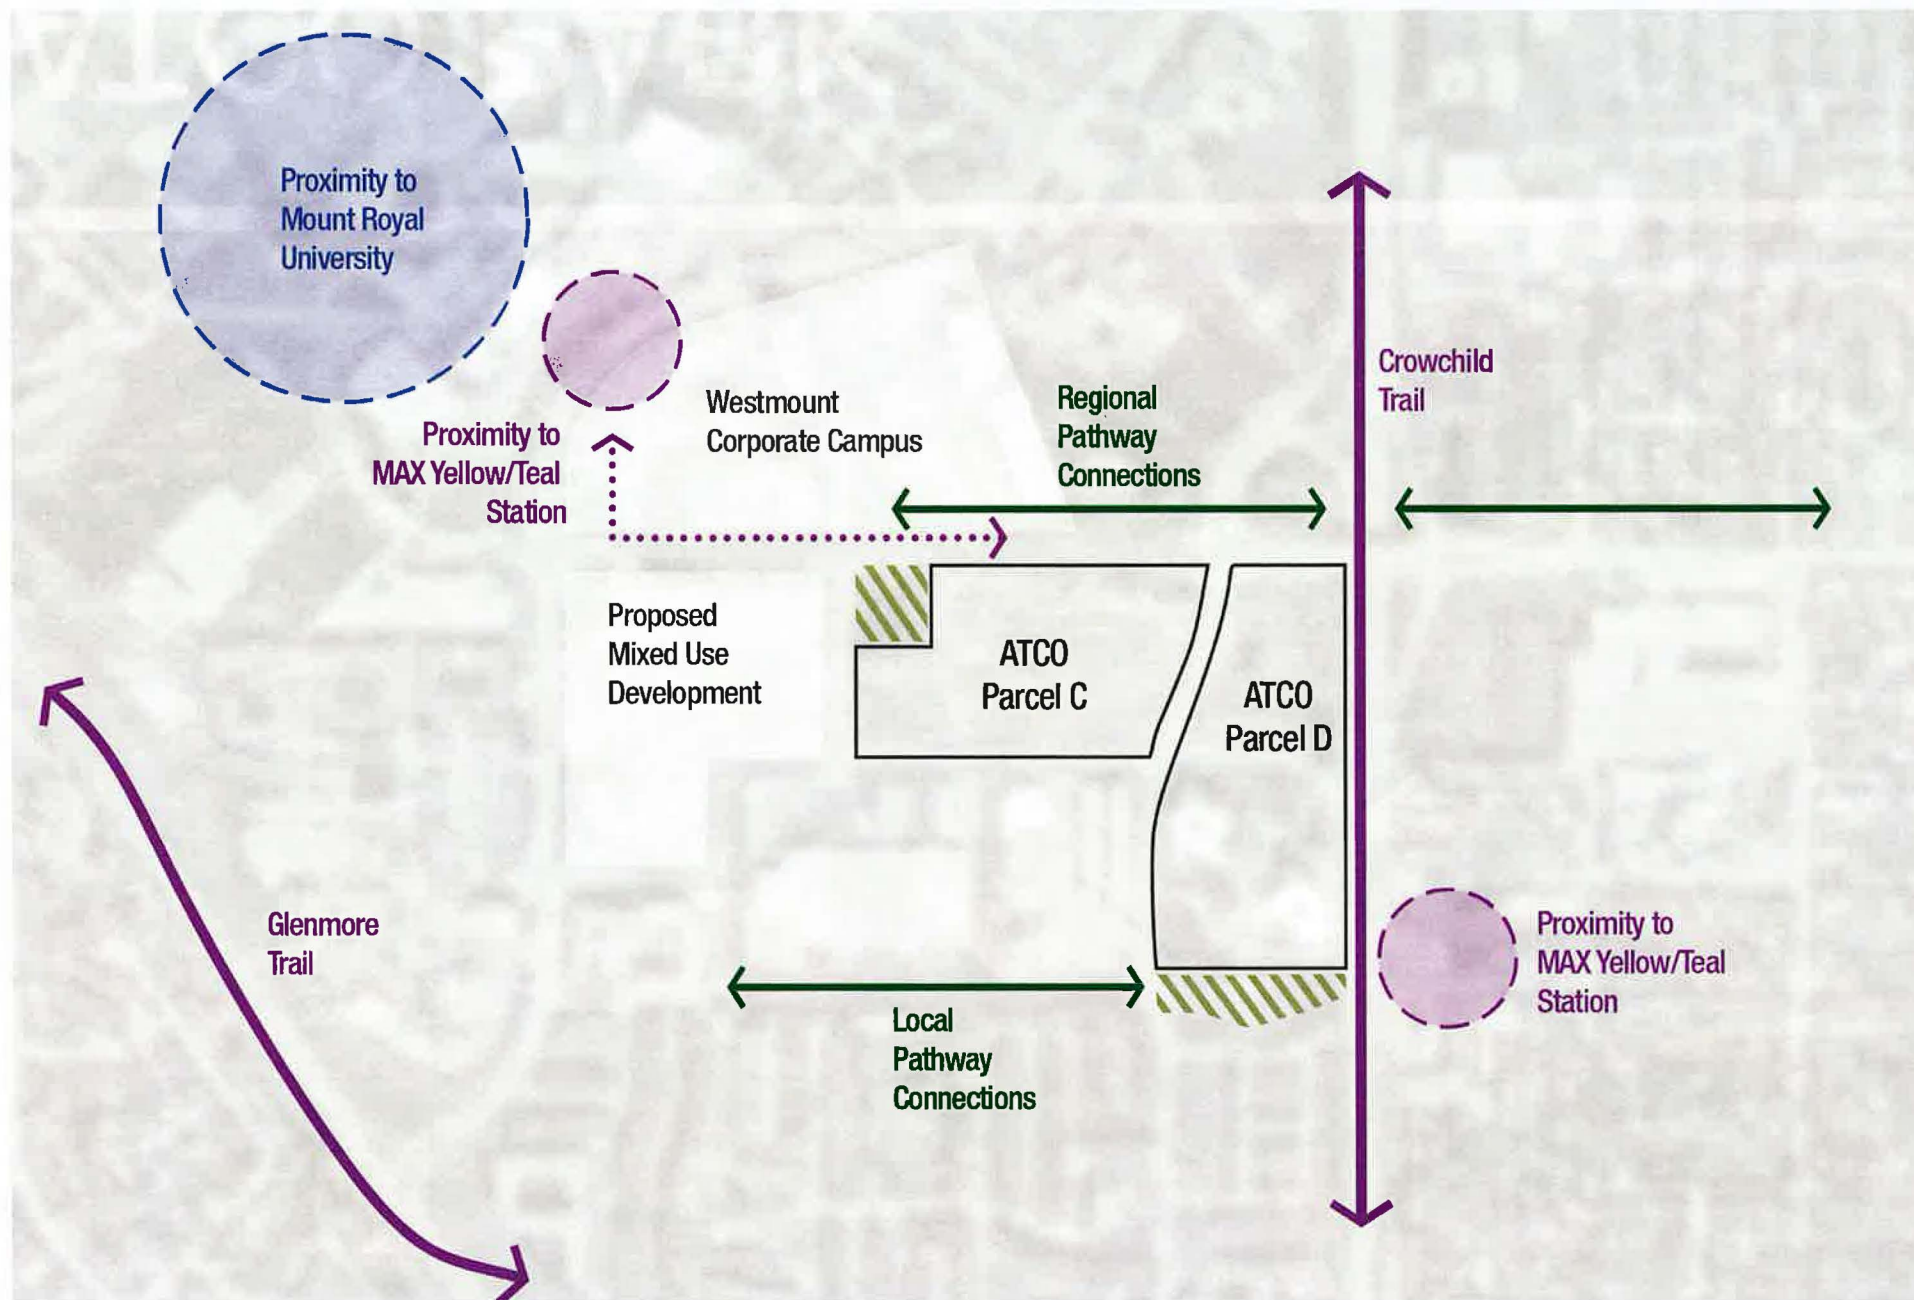 Proximity to
Mount Royal
University
Proximity to
MAX Yellow/Teal
Station
Westmount
Corporate Campus
Regional
Pathway
Connections
Crowchild
Trail
Proposed
Mixed Use
Development
ATCO
Parcel C
ATCO
Parcel D
Glenmore
Trail
Local
Pathway
Connections
Proximity to
MAX Yellow/Teal
Station